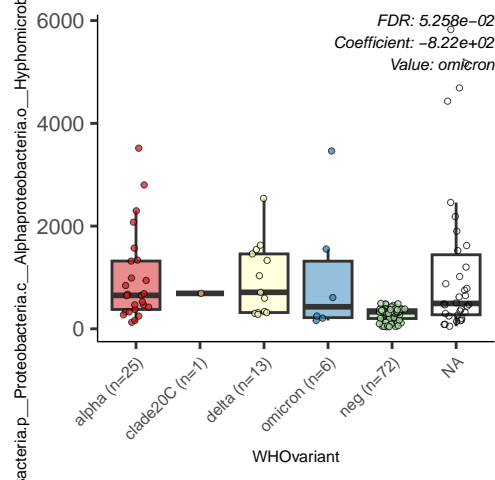 acteria.p__Proteobacteria.c__Alphaproteobacteria.o__Hyphomicrob
6000
4000
2000
0
FDR: 5.258e−02
Coefficient: −8.22e+02
Value: omicron
alpha (n=25)
clade20C (n=1)
delta (n=13)
omicron (n=6)
neg (n=72)
NA
WHOvariant